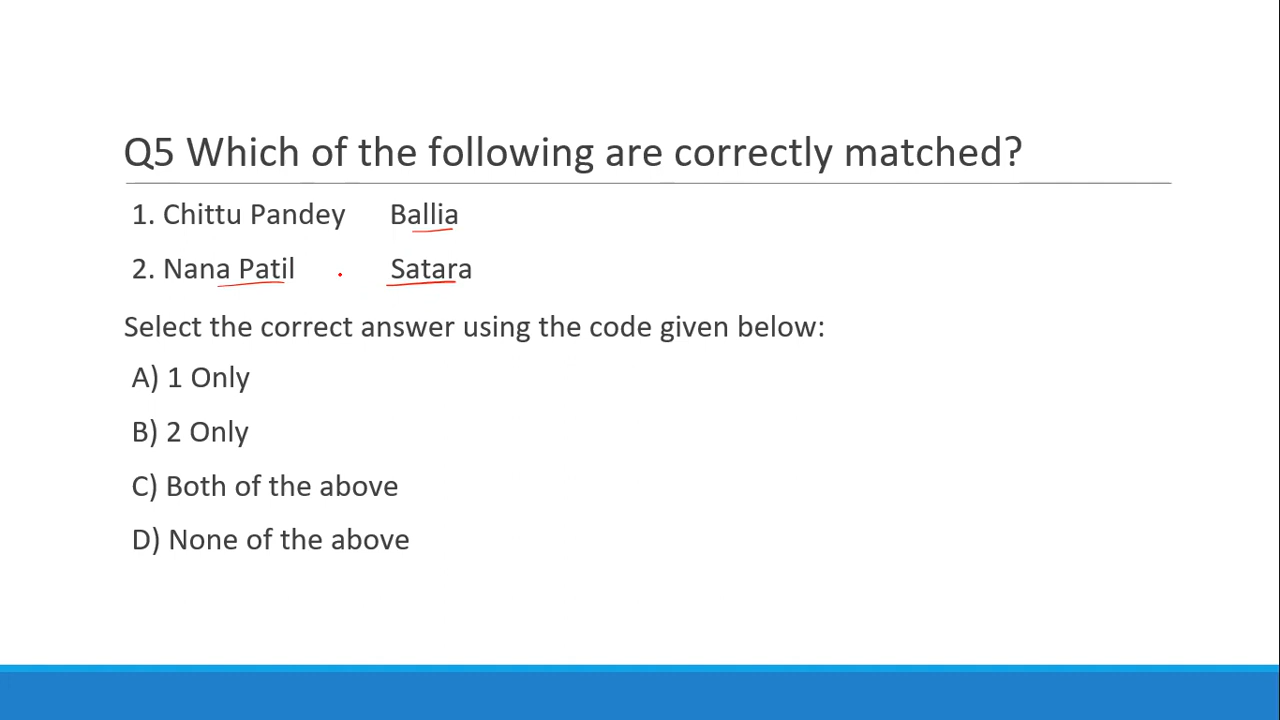 Q5 Which of the following are correctly matched?
1. Chittu Pandey Ballia
2. Nana Patil Satara
Select the correct answer using the code given below:
A) 1 Only
B) 2 Only
C) Both of the above
D) None of the above